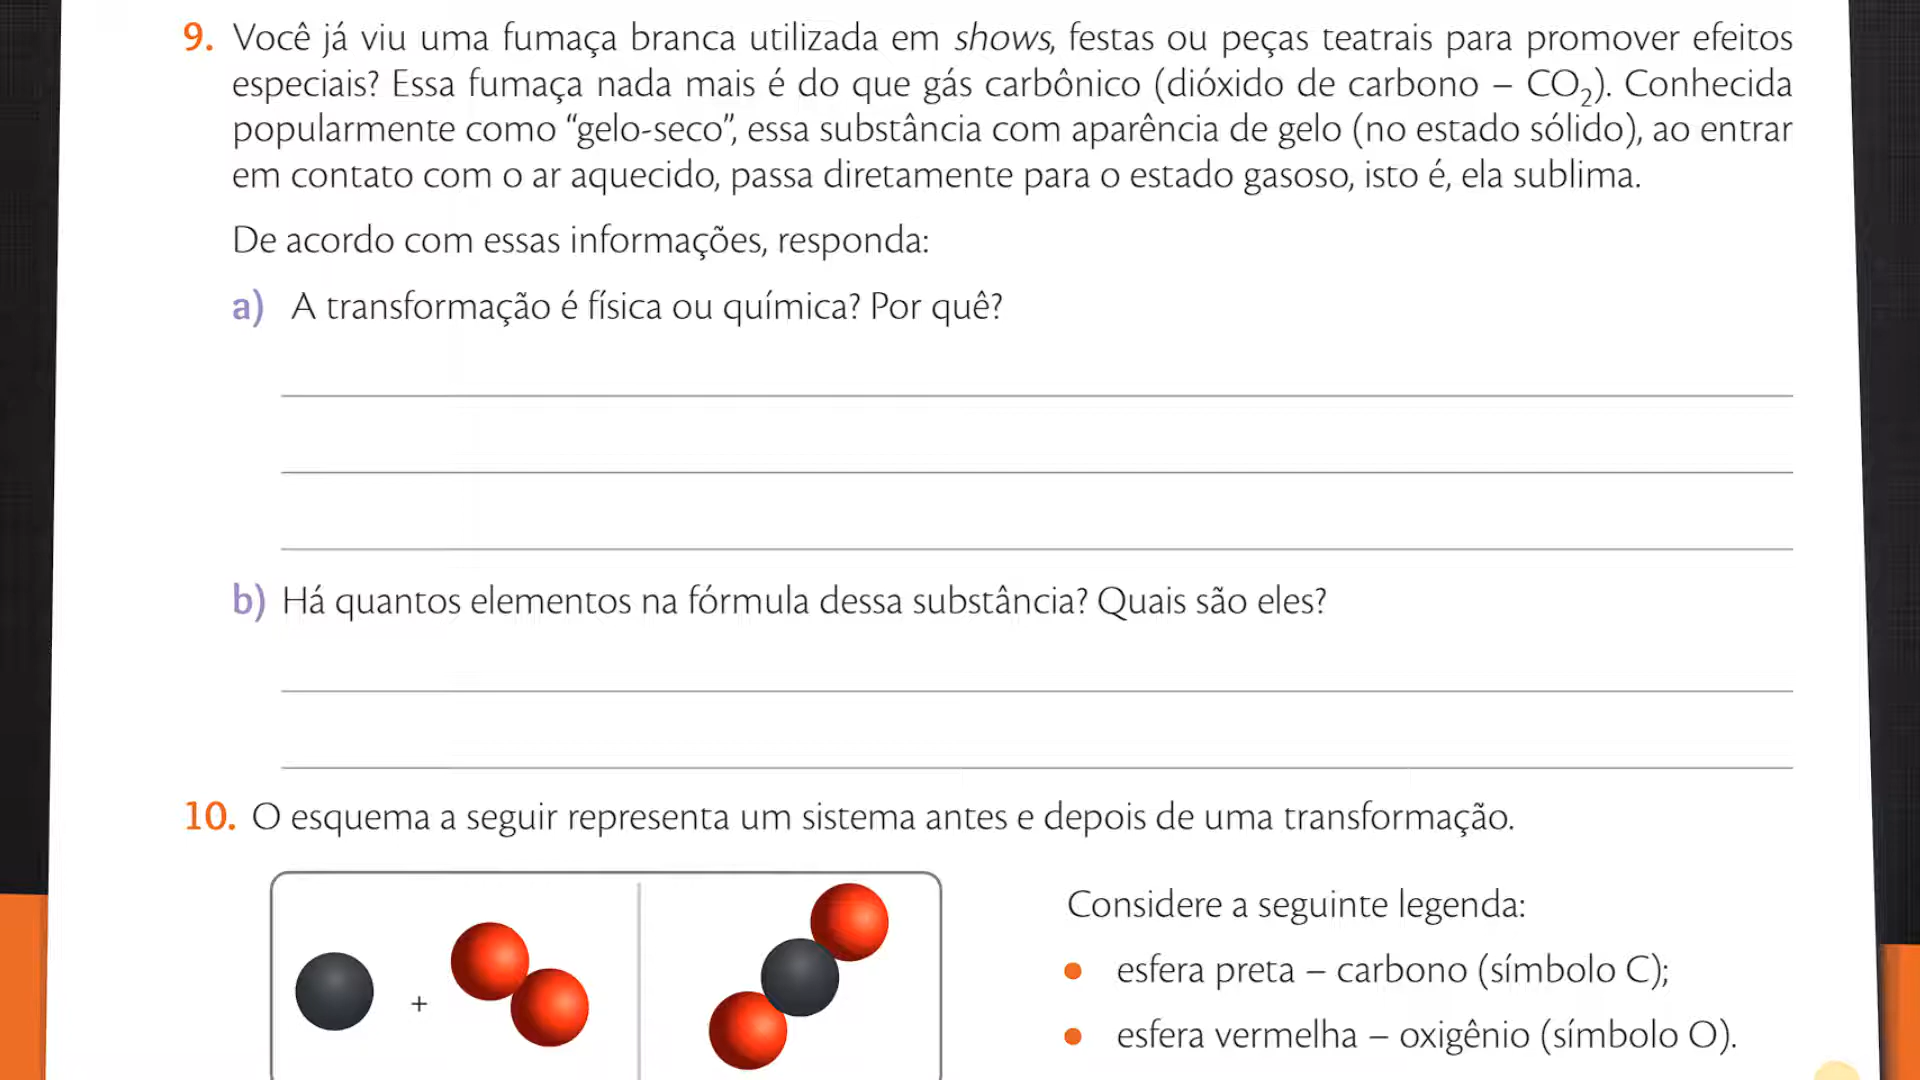 9. Você já viu uma fumaça branca utilizada em shows, festas ou peças teatrais para promover efeitos
especiais? Essa fumaça nada mais é do que gás carbônico (dióxido de carbono – CO₂). Conhecida
popularmente como “gelo-seco”, essa substância com aparência de gelo (no estado sólido), ao entrar
em contato com o ar aquecido, passa diretamente para o estado gasoso, isto é, ela sublima.
De acordo com essas informações, responda:
a) A transformação é física ou química? Por quê?
b) Há quantos elementos na fórmula dessa substância? Quais são eles?
10. O esquema a seguir representa um sistema antes e depois de uma transformação.
+
Considere a seguinte legenda:
• esfera preta – carbono (símbolo C);
• esfera vermelha – oxigênio (símbolo O).